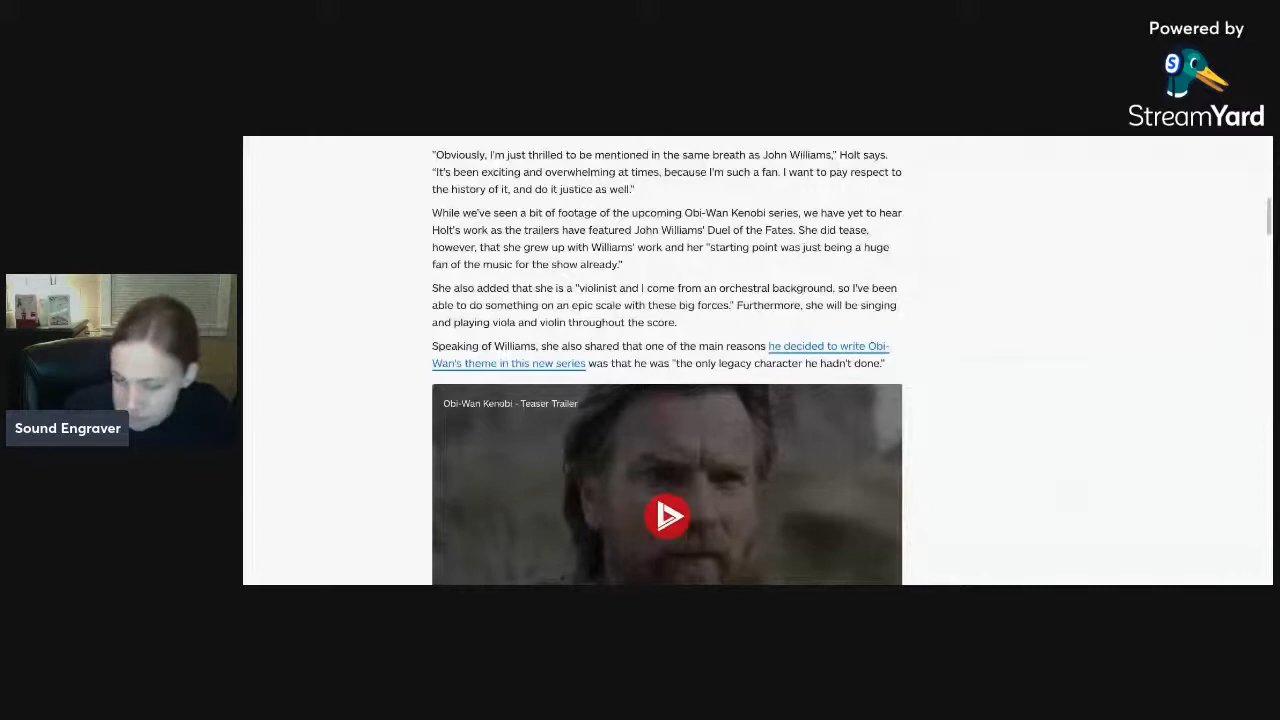 Powered by
S
StreamYard
"Obviously, I'm just thrilled to be mentioned in the same breath as John Williams," Holt says.
"It's been exciting and overwhelming at times, because I'm such a fan. I want to pay respect to
the history of it, and do it justice as well."
While we've seen a bit of footage of the upcoming Obi-Wan Kenobi series, we have yet to hear
Holt's work as the trailers have featured John Williams' Duel of the Fates. She did tease,
however, that she grew up with Williams' work and her "starting point was just being a huge
fan of the music for the show already."
She also added that she is a "violinist and I come from an orchestral background, so I've been
able to do something on an epic scale with these big forces." Furthermore, she will be singing
and playing viola and violin throughout the score.
Speaking of Williams, she also shared that one of the main reasons he decided to write Obi-
Wan's theme in this new series was that he was "the only legacy character he hadn't done."
Obi-Wan Kenobi - Teaser Trailer
Sound Engraver